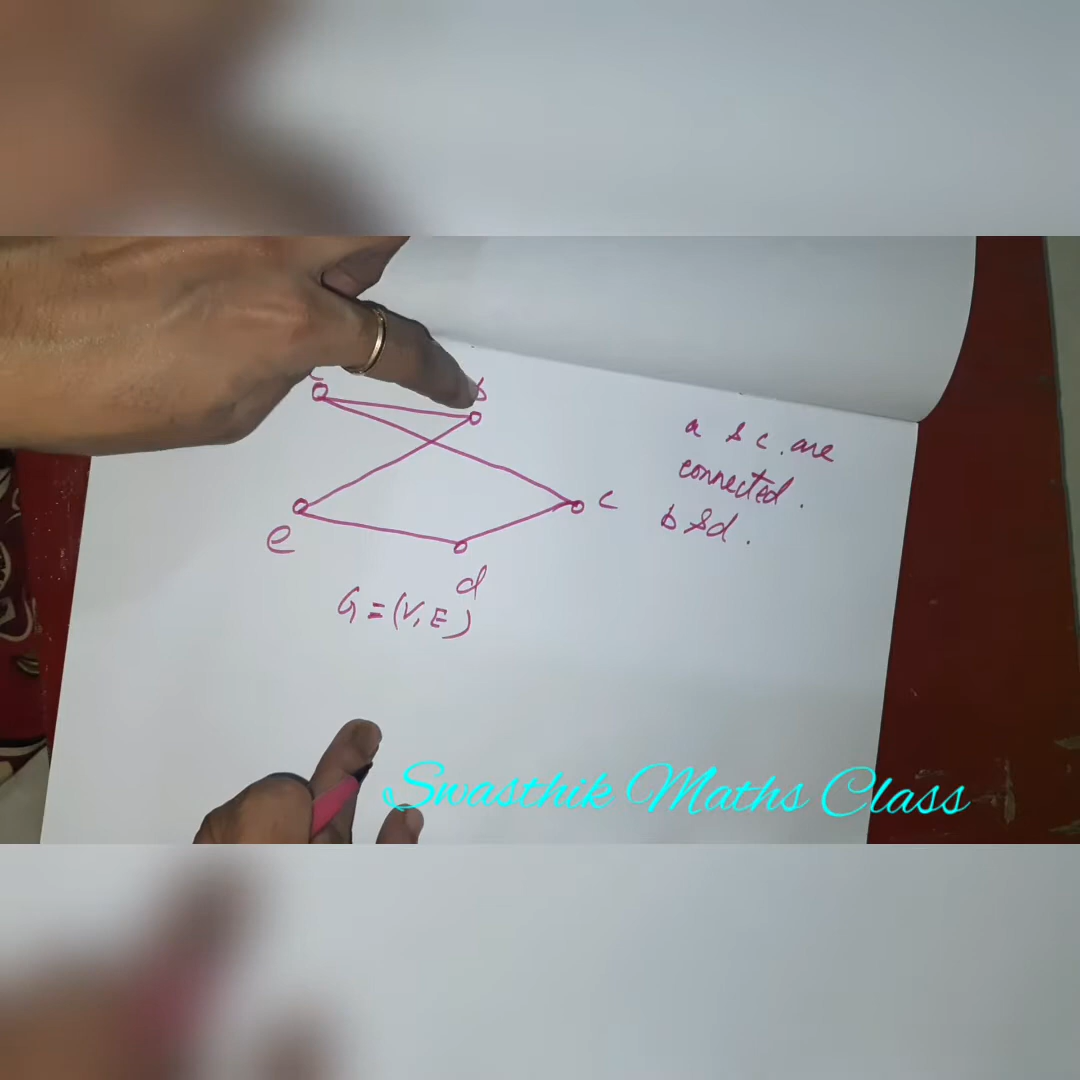 b
a & c. are
connected.
c
b & d.
e
d
G = (V, E)
Swasthik Maths Class